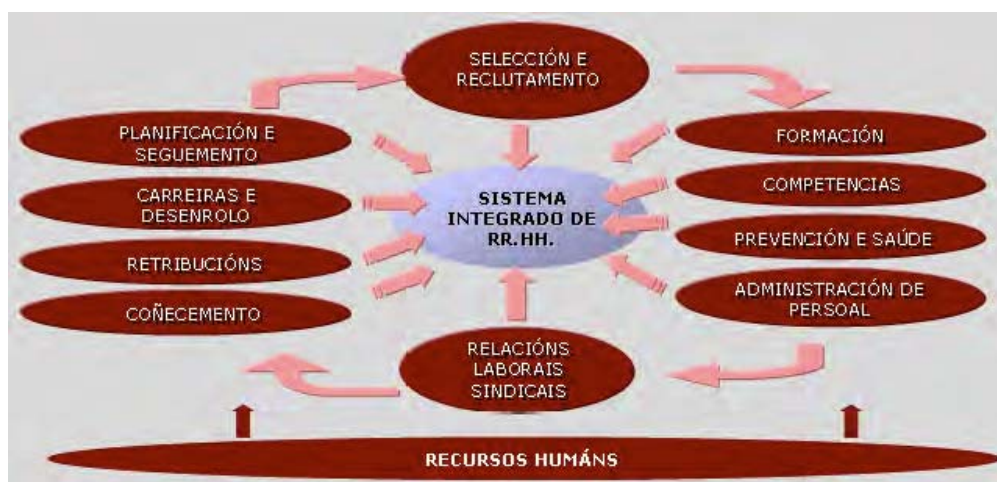 SELECCIÓN E
RECLUTAMENTO
PLANIFICACIÓN E
SEGUEMENTO
CARREIRAS E
DESENROLO
RETRIBUCIÓNS
COÑECEMENTO
SISTEMA
INTEGRADO DE
RR.HH.
FORMACIÓN
COMPETENCIAS
PREVENCIÓN E SAÚDE
ADMINISTRACIÓN DE
PERSOAL
RELACIÓNS
LABORAIS
SINDICAIS
RECURSOS HUMÁNS